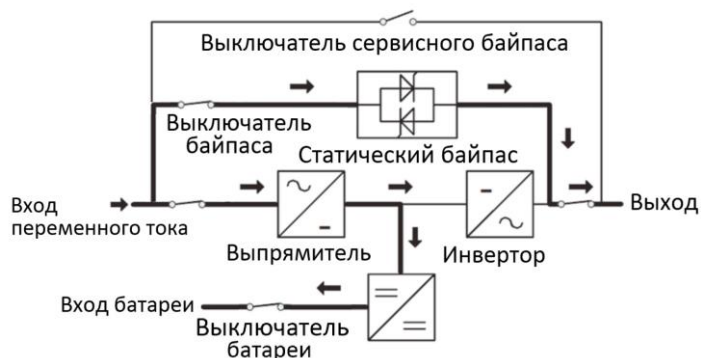 Выключатель сервисного байпаса
Выключатель
байпаса
Статический байпас
Вход
переменного тока
Выпрямитель
Инвертор
Выход
Вход батареи
Выключатель
батареи